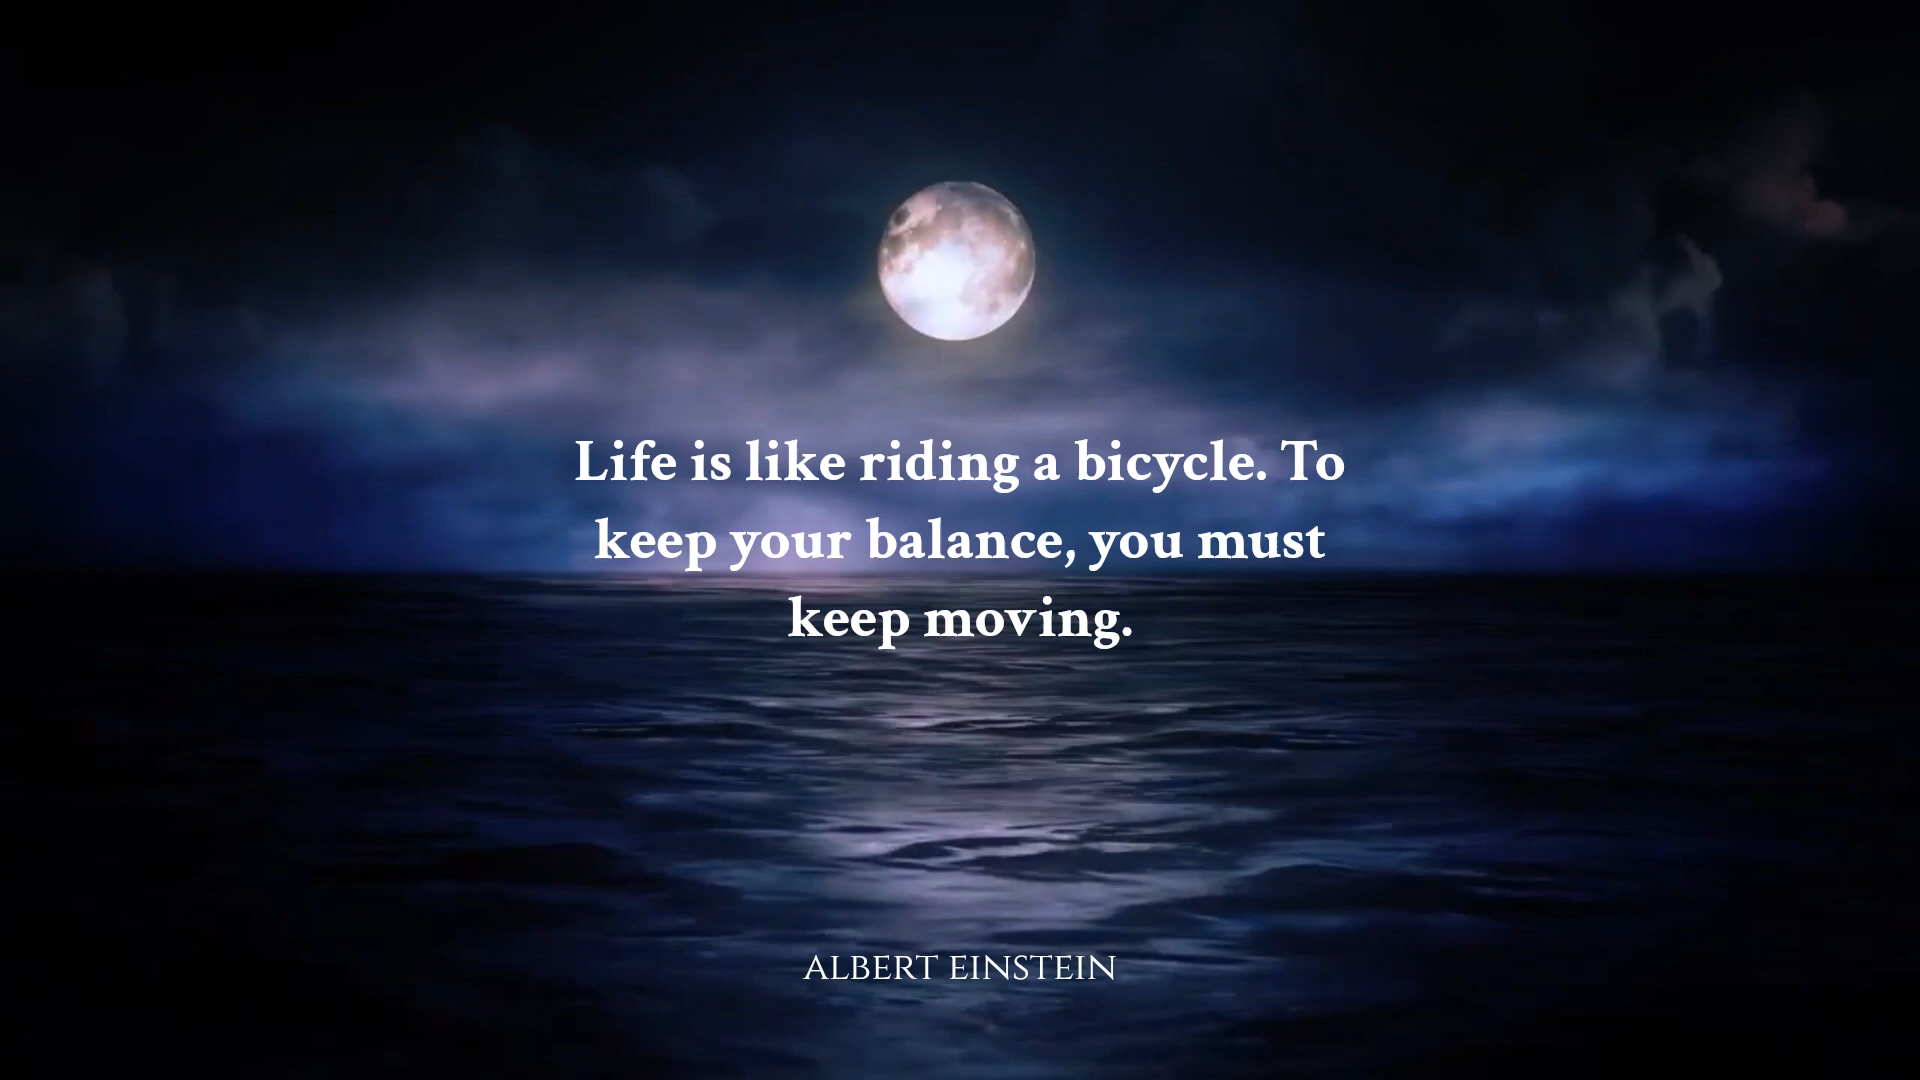 Life is like riding a bicycle. To
keep your balance, you must
keep moving.
ALBERT EINSTEIN